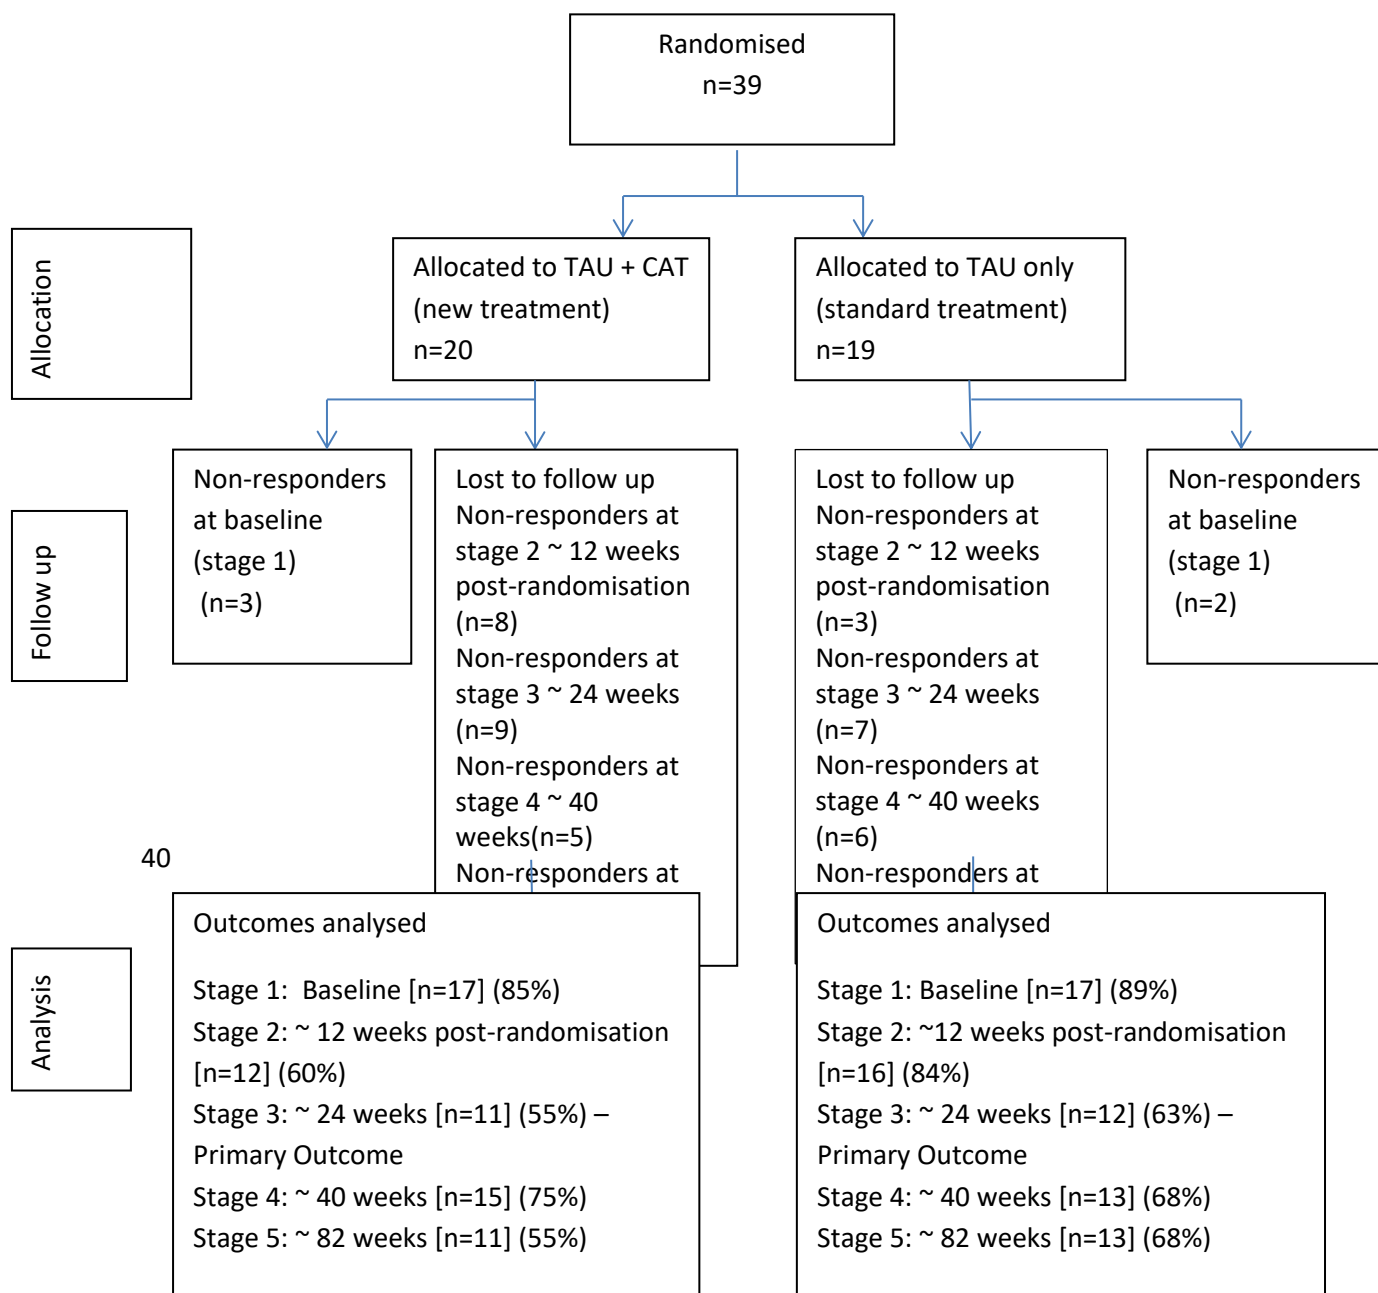 Randomised
n=39
Allocation
Allocated to TAU + CAT
(new treatment)
n=20
Allocated to TAU only
(standard treatment)
n=19
Follow up
Non-responders
at baseline
(stage 1)
(n=3)
Lost to follow up
Non-responders at
stage 2 ~ 12 weeks
post-randomisation
(n=8)
Non-responders at
stage 3 ~ 24 weeks
(n=9)
Non-responders at
stage 4 ~ 40
weeks(n=5)
Non-responders at
Lost to follow up
Non-responders at
stage 2 ~ 12 weeks
post-randomisation
(n=3)
Non-responders at
stage 3 ~ 24 weeks
(n=7)
Non-responders at
stage 4 ~ 40 weeks
(n=6)
Non-responders at
Non-responders
at baseline
(stage 1)
(n=2)
40
Analysis
Outcomes analysed
Stage 1:  Baseline [n=17] (85%)
Stage 2: ~ 12 weeks post-randomisation
[n=12] (60%)
Stage 3: ~ 24 weeks [n=11] (55%) –
Primary Outcome
Stage 4: ~ 40 weeks [n=15] (75%)
Stage 5: ~ 82 weeks [n=11] (55%)
Outcomes analysed
Stage 1: Baseline [n=17] (89%)
Stage 2: ~12 weeks post-randomisation
[n=16] (84%)
Stage 3: ~ 24 weeks [n=12] (63%) –
Primary Outcome
Stage 4: ~ 40 weeks [n=13] (68%)
Stage 5: ~ 82 weeks [n=13] (68%)